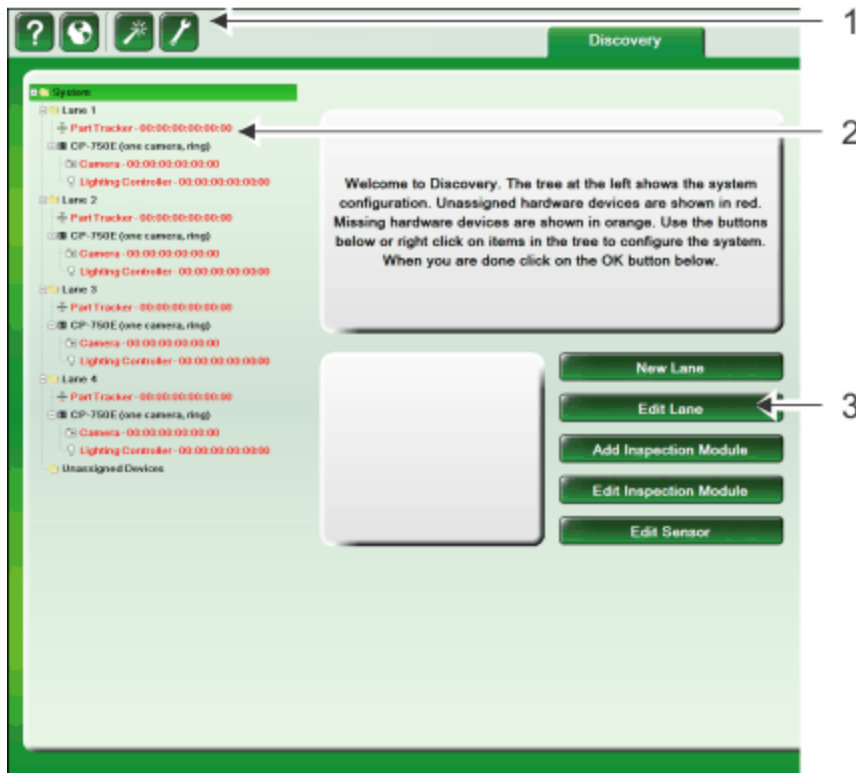 ?
1
Discovery
System
Lane 1
Part Tracker - 00:00:00:00:00:00
2
CP-750E (one camera, ring)
Camera - 00:00:00:00:00:00
Lighting Controller - 00:00:00:00:00:00
Lane 2
Part Tracker - 00:00:00:00:00:00
CP-750E (one camera, ring)
Camera - 00:00:00:00:00:00
Lighting Controller - 00:00:00:00:00:00
Lane 3
Part Tracker - 00:00:00:00:00:00
CP-750E (one camera, ring)
Camera - 00:00:00:00:00:00
Lighting Controller - 00:00:00:00:00:00
Lane 4
Part Tracker - 00:00:00:00:00:00
CP-750E (one camera, ring)
Camera - 00:00:00:00:00:00
Lighting Controller - 00:00:00:00:00:00
Unassigned Devices
Welcome to Discovery. The tree at the left shows the system
configuration. Unassigned hardware devices are shown in red.
Missing hardware devices are shown in orange. Use the buttons
below or right click on items in the tree to configure the system.
When you are done click on the OK button below.
New Lane
Edit Lane
3
Add Inspection Module
Edit Inspection Module
Edit Sensor